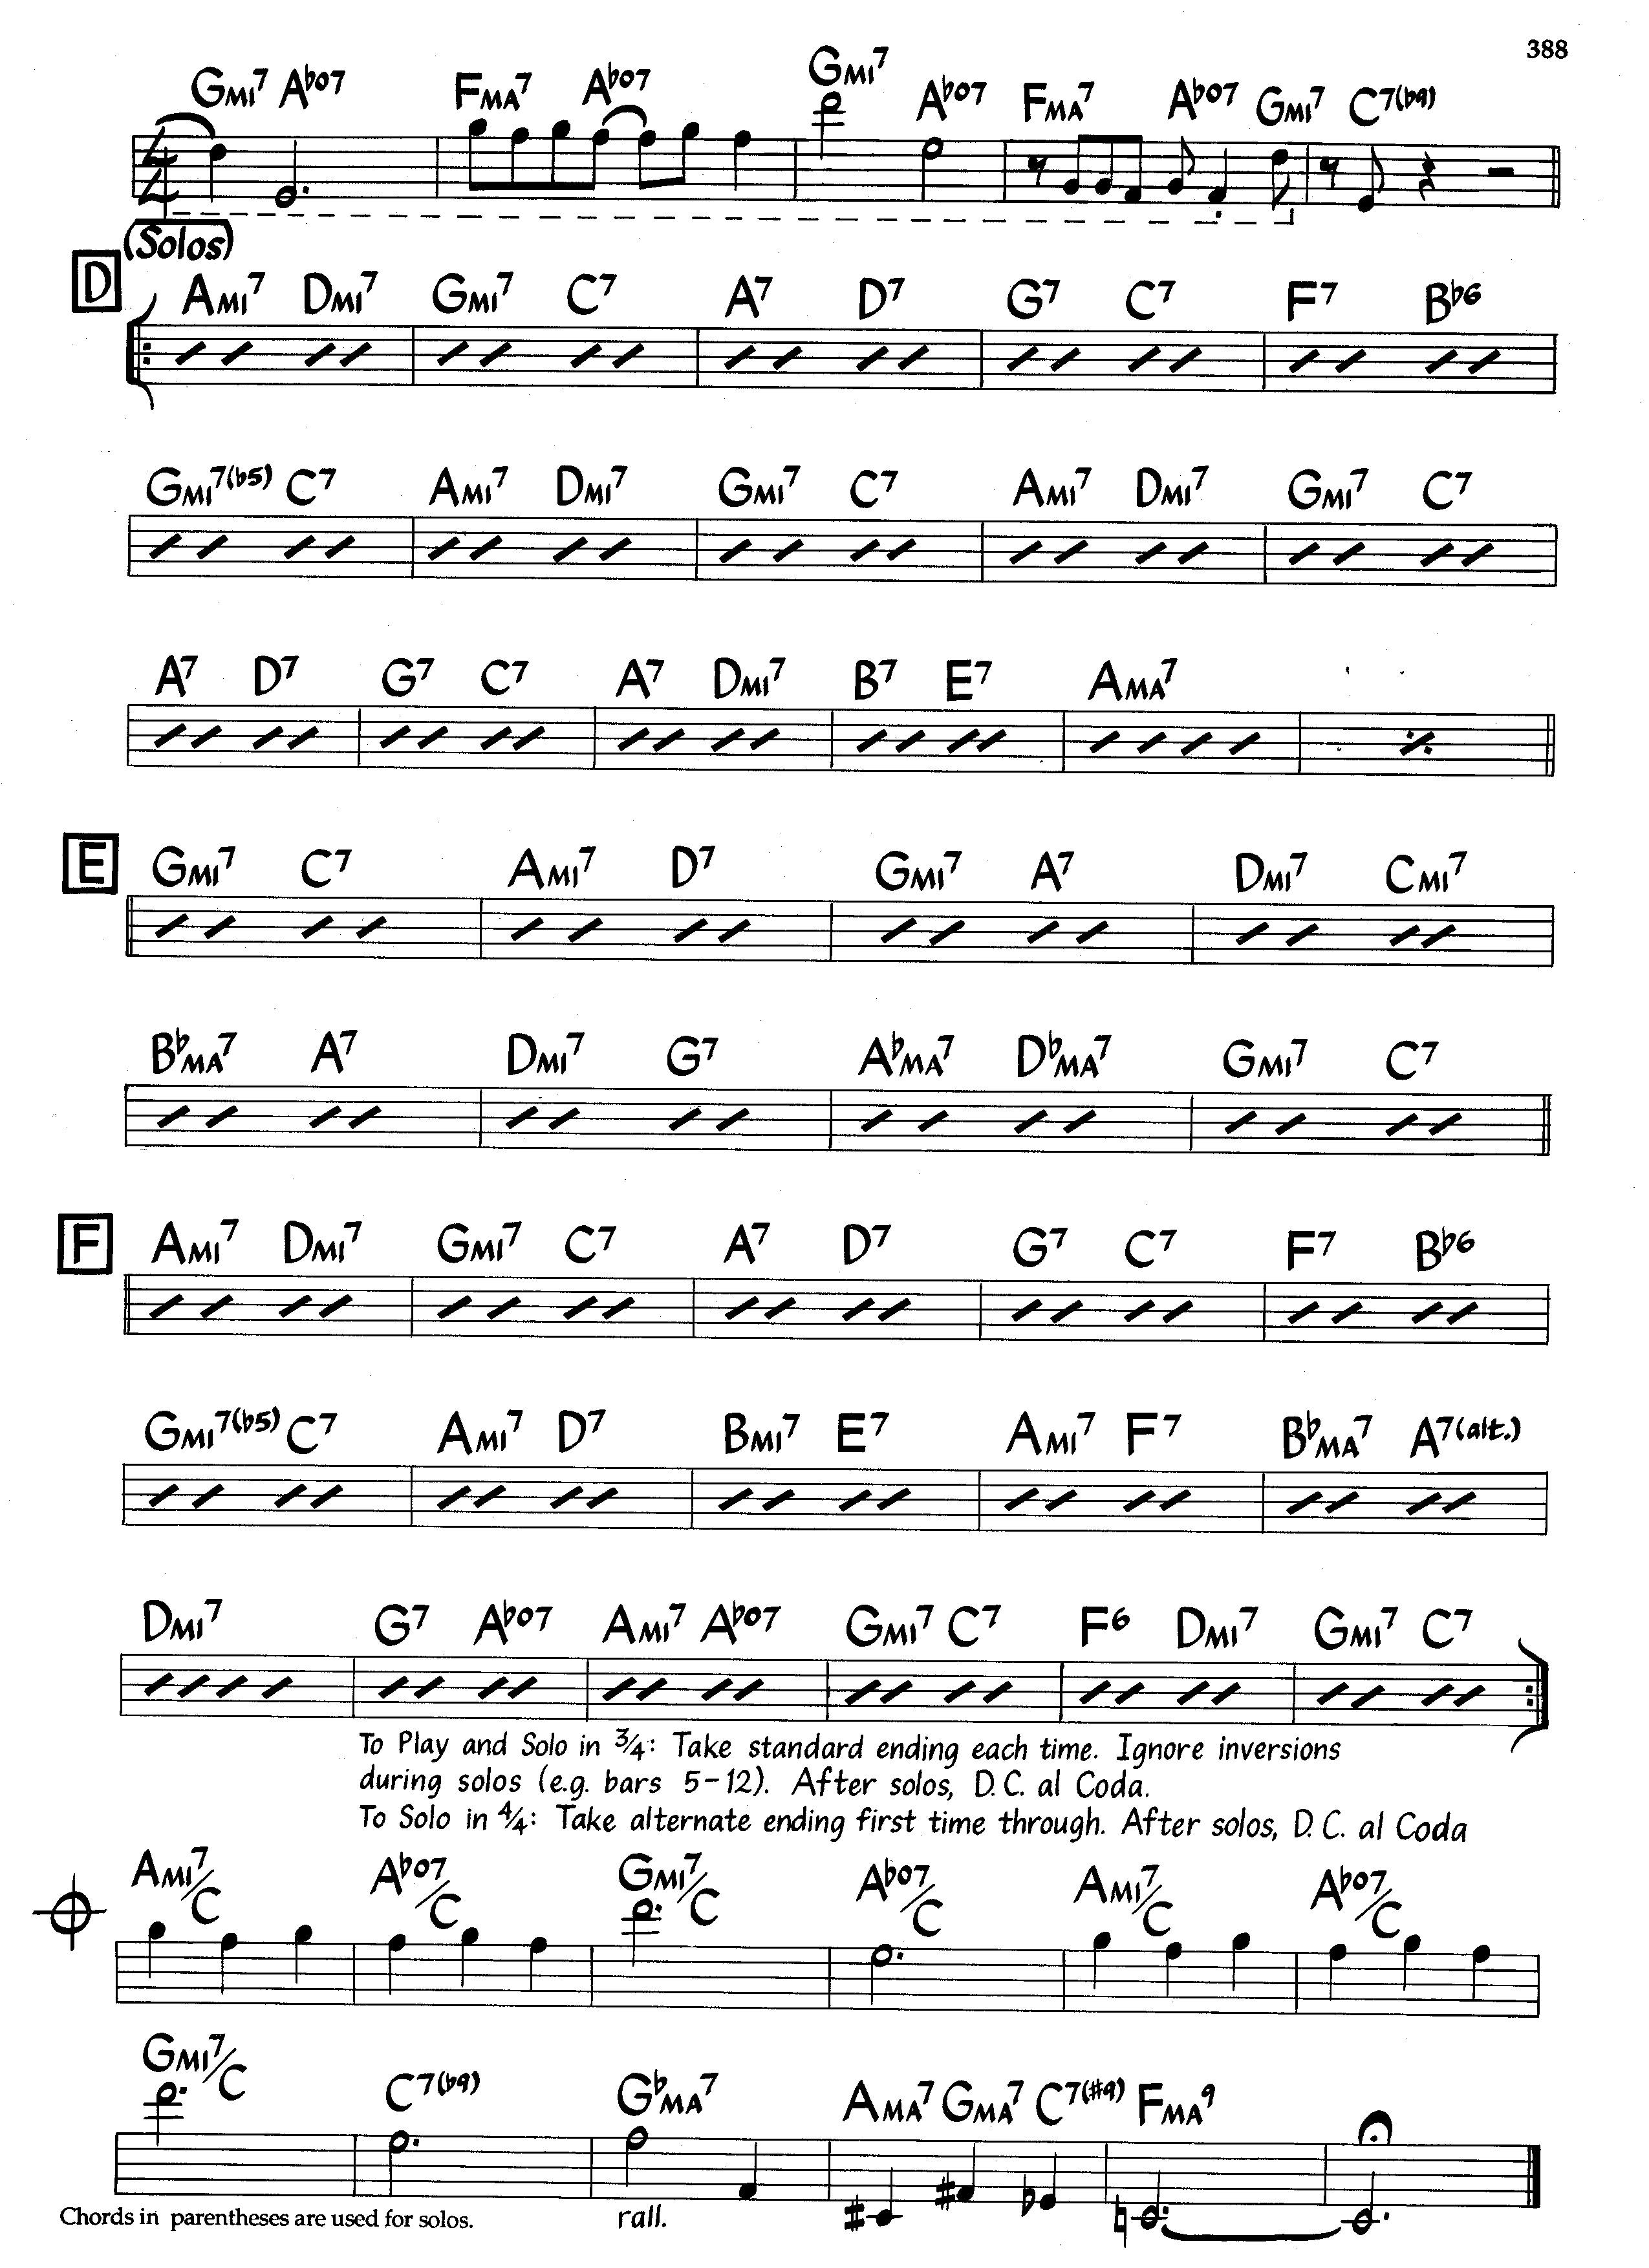 388
GMI7 A♭o7 FMA7 A♭o7 GMI7 A♭o7 FMA7 A♭o7 GMI7 C7(♭9)
4/4
(Solos)
D AMI7 DMI7 GMI7 C7 A7 D7 G7 C7 F7 B♭6
GMI7(♭5) C7 AMI7 DMI7 GMI7 C7 AMI7 DMI7 GMI7 C7
A7 D7 G7 C7 A7 DMI7 B7 E7 AMA7
E GMI7 C7 AMI7 D7 GMI7 A7 DMI7 CMI7
B♭MA7 A7 DMI7 G7 A♭MA7 D♭MA7 GMI7 C7
F AMI7 DMI7 GMI7 C7 A7 D7 G7 C7 F7 B♭6
GMI7(♭5) C7 AMI7 D7 BMI7 E7 AMI7 F7 B♭MA7 A7(alt.)
DMI7 G7 A♭o7 AMI7 A♭o7 GMI7 C7 F6 DMI7 GMI7 C7
To Play and Solo in 3/4: Take standard ending each time. Ignore inversions
during solos (e.g. bars 5-12). After solos, D.C. al Coda.
To Solo in 4/4: Take alternate ending first time through. After solos, D.C. al Coda
AMI7/C A♭o7/C GMI7/C A♭o7/C AMI7/C A♭o7/C
GMI7/C C7(♭9) G♭MA7 AMA7 GMA7 C7(#9) FMA9
Chords in parentheses are used for solos. rall.